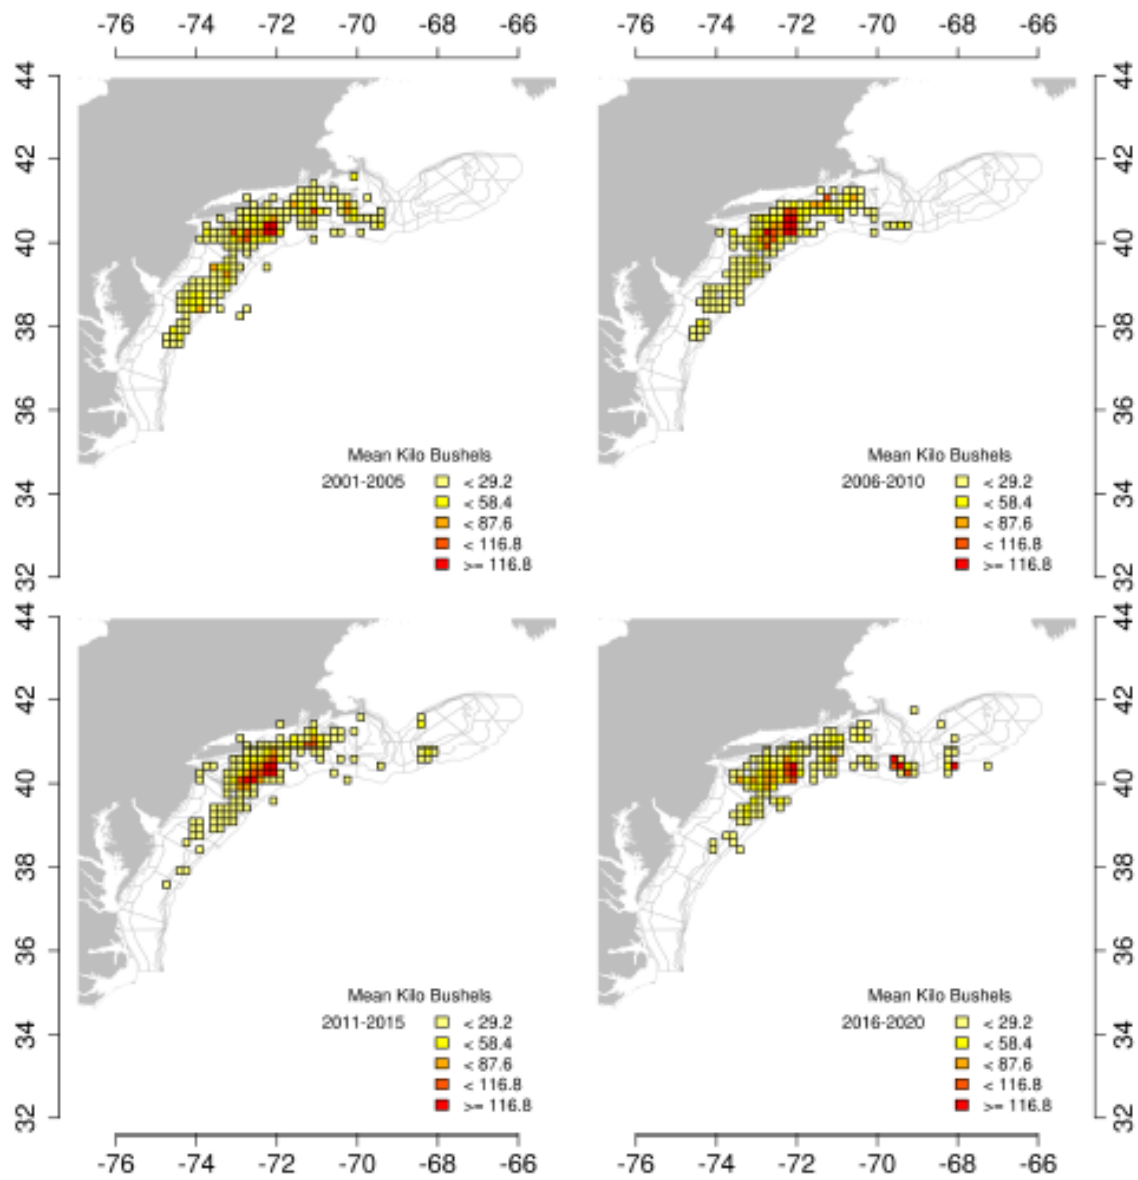 -76 -74 -72 -70 -68 -66 -76 -74 -72 -70 -68 -66
44 42 40 38 36 34 32
Mean Kilo Bushels
2001-2005 < 29.2
< 58.4
< 87.6
< 116.8
>= 116.8
Mean Kilo Bushels
2006-2010 < 29.2
< 58.4
< 87.6
< 116.8
>= 116.8
44 42 40 38 36 34 32
44 42 40 38 36 34 32
Mean Kilo Bushels
2011-2015 < 29.2
< 58.4
< 87.6
< 116.8
>= 116.8
Mean Kilo Bushels
2016-2020 < 29.2
< 58.4
< 87.6
< 116.8
>= 116.8
44 42 40 38 36 34 32
-76 -74 -72 -70 -68 -66 -76 -74 -72 -70 -68 -66